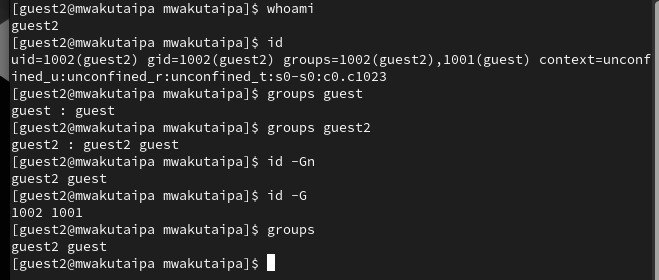 [guest2@mwakutaipa mwakutaipa]$ whoami
guest2
[guest2@mwakutaipa mwakutaipa]$ id
uid=1002(guest2) gid=1002(guest2) groups=1002(guest2),1001(guest) context=unconf
ined_u:unconfined_r:unconfined_t:s0-s0:c0.c1023
[guest2@mwakutaipa mwakutaipa]$ groups guest
guest : guest
[guest2@mwakutaipa mwakutaipa]$ groups guest2
guest2 : guest2 guest
[guest2@mwakutaipa mwakutaipa]$ id -Gn
guest2 guest
[guest2@mwakutaipa mwakutaipa]$ id -G
1002 1001
[guest2@mwakutaipa mwakutaipa]$ groups
guest2 guest
[guest2@mwakutaipa mwakutaipa]$